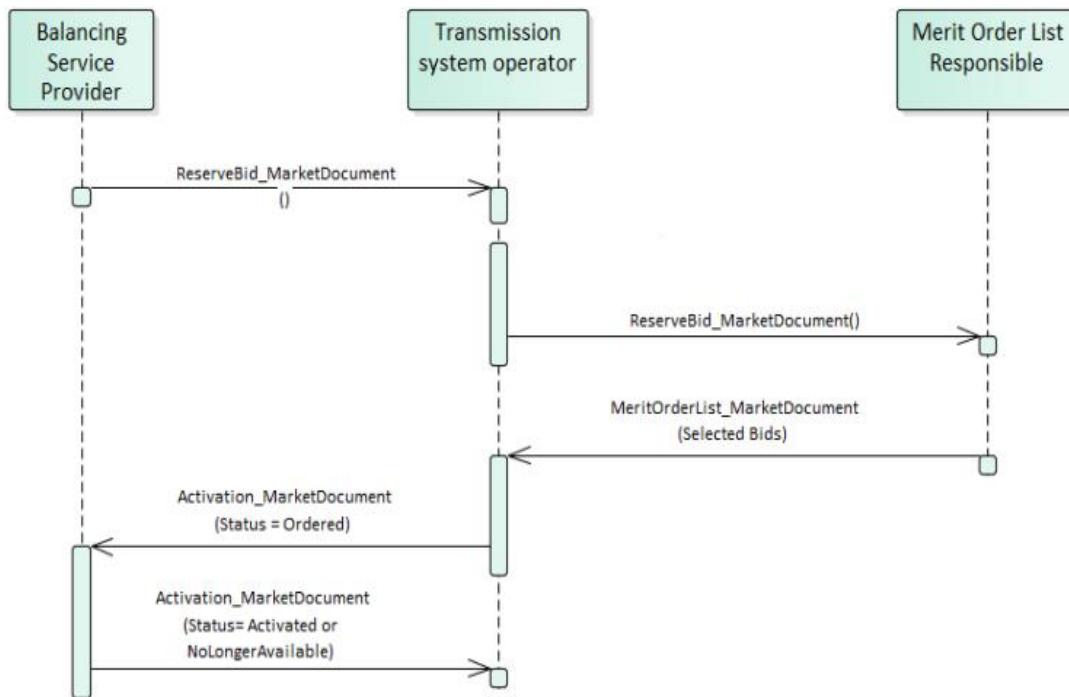 Balancing
Service
Provider
Transmission
system operator
Merit Order List
Responsible
ReserveBid_MarketDocument
()
ReserveBid_MarketDocument()
MeritOrderList_MarketDocument
(Selected Bids)
Activation_MarketDocument
(Status = Ordered)
Activation_MarketDocument
(Status= Activated or
NoLongerAvailable)